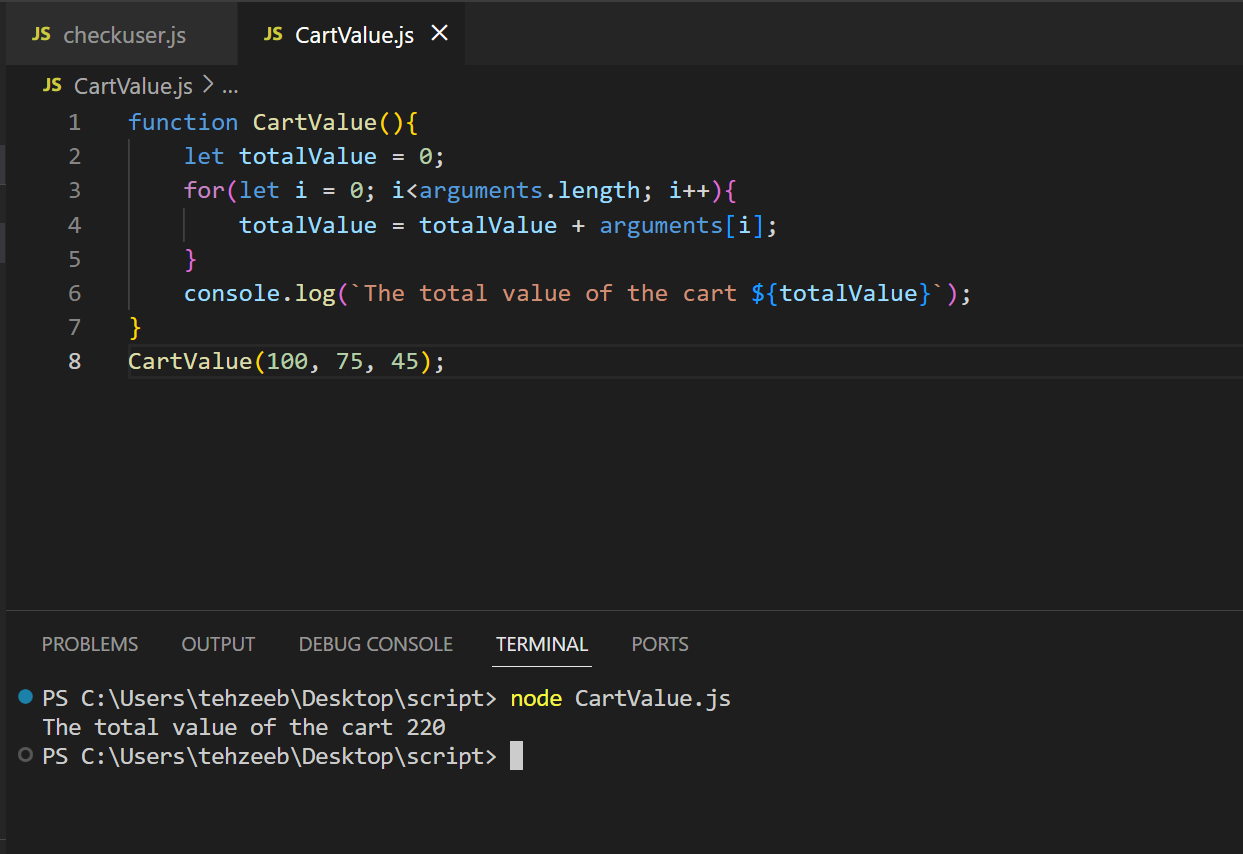 JS checkuser.js JS CartValue.js ×
JS CartValue.js > ...
1 function CartValue(){
2     let totalValue = 0;
3     for(let i = 0; i<arguments.length; i++){
4         totalValue = totalValue + arguments[i];
5     }
6     console.log(`The total value of the cart ${totalValue}`);
7 }
8 CartValue(100, 75, 45);
PROBLEMS OUTPUT DEBUG CONSOLE TERMINAL PORTS
PS C:\Users\tehzeeb\Desktop\script> node CartValue.js
The total value of the cart 220
PS C:\Users\tehzeeb\Desktop\script>